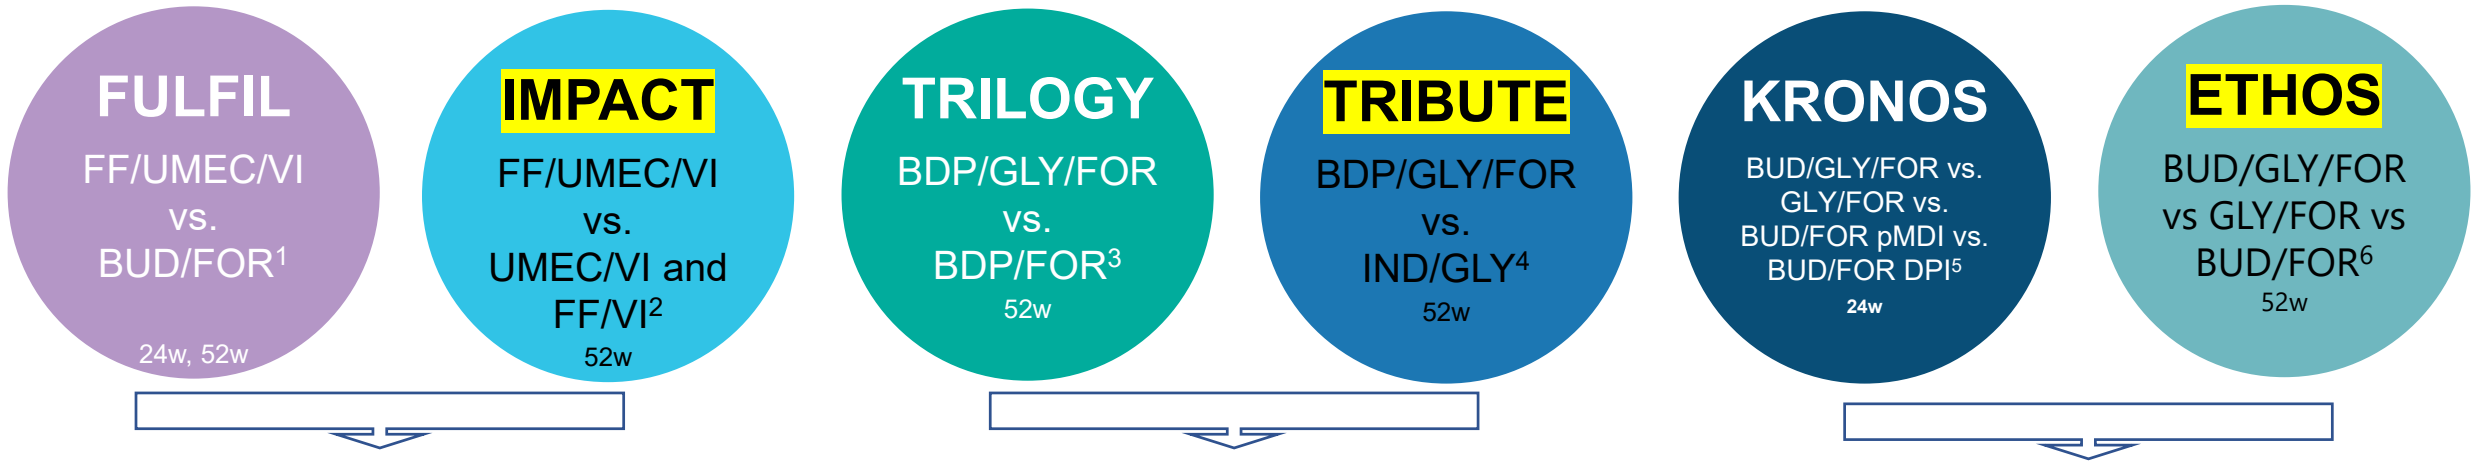 FULFIL
FF/UMEC/VI
vs.
BUD/FOR¹
24w, 52w
IMPACT
FF/UMEC/VI
vs.
UMEC/VI and
FF/VI²
52w
TRILOGY
BDP/GLY/FOR
vs.
BDP/FOR³
52w
TRIBUTE
BDP/GLY/FOR
vs.
IND/GLY⁴
52w
KRONOS
BUD/GLY/FOR vs.
GLY/FOR vs.
BUD/FOR pMDI vs.
BUD/FOR DPI⁵
24w
ETHOS
BUD/GLY/FOR
vs GLY/FOR vs
BUD/FOR⁶
52w